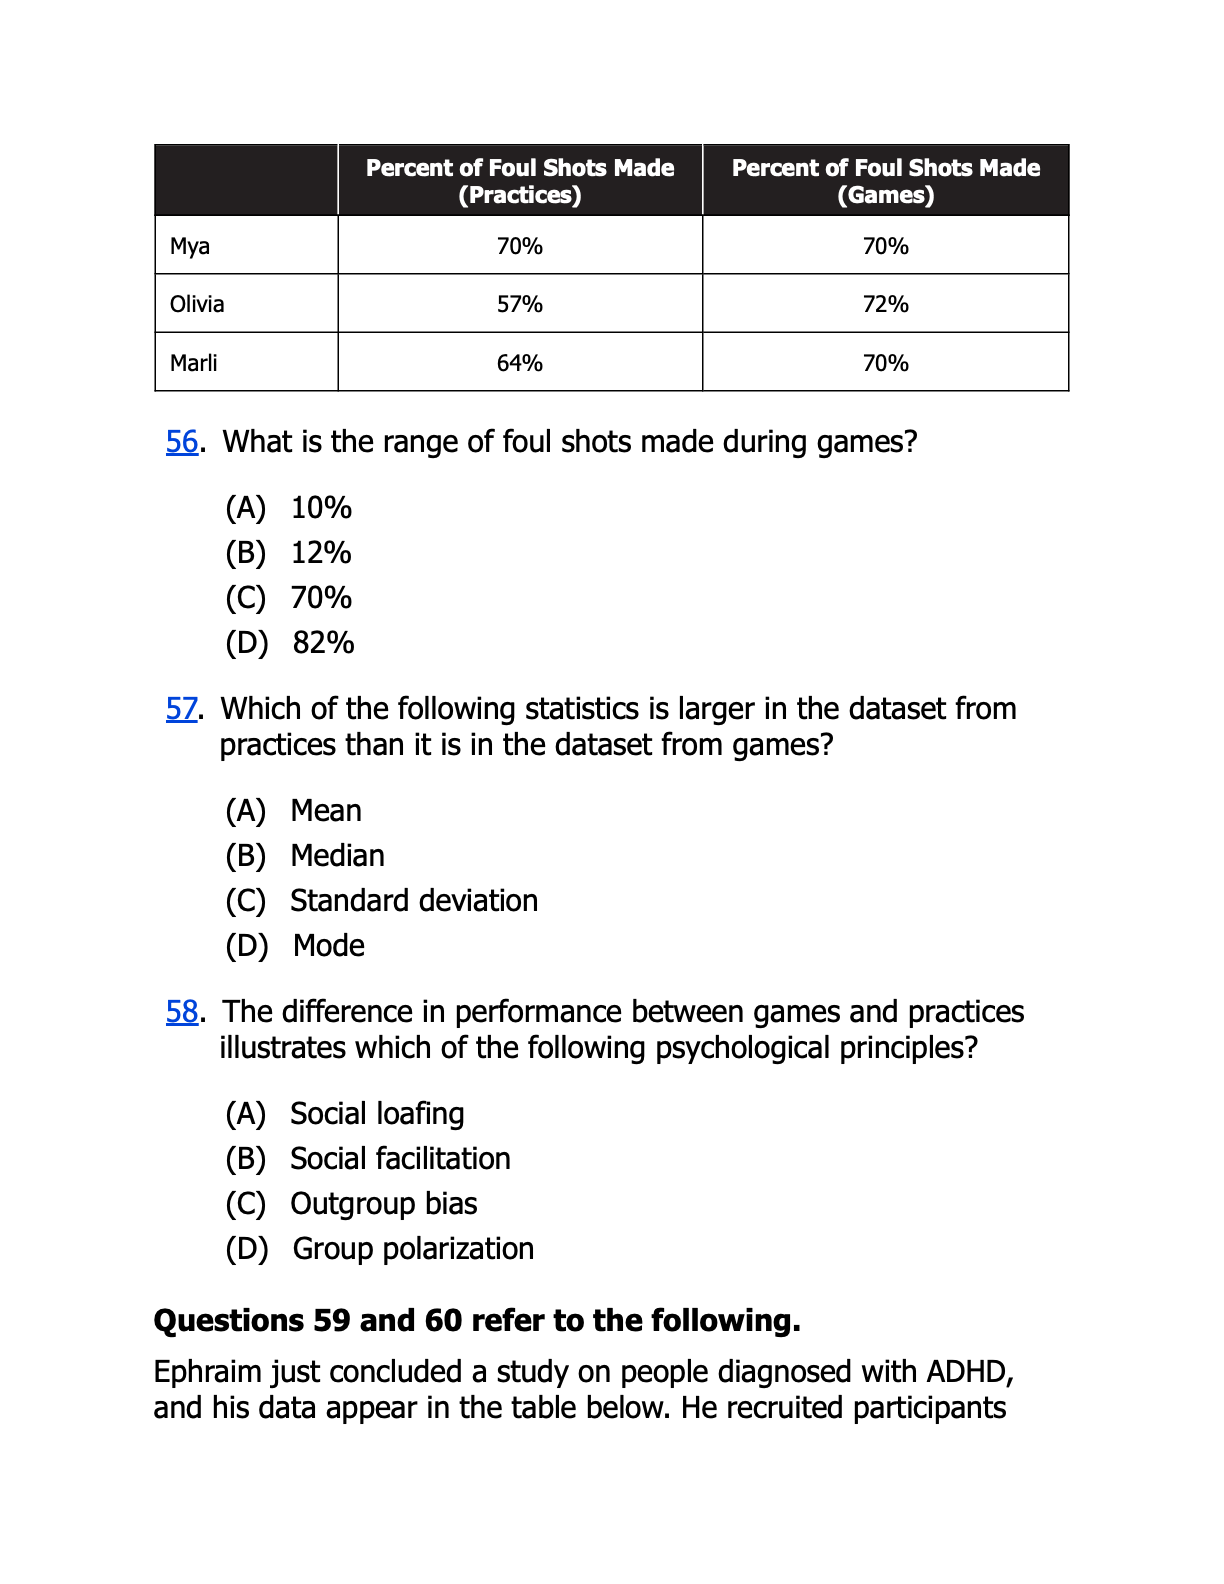 Percent of Foul Shots Made (Practices) Percent of Foul Shots Made (Games)
Mya 70% 70%
Olivia 57% 72%
Marli 64% 70%
56. What is the range of foul shots made during games?
(A) 10%
(B) 12%
(C) 70%
(D) 82%
57. Which of the following statistics is larger in the dataset from
practices than it is in the dataset from games?
(A) Mean
(B) Median
(C) Standard deviation
(D) Mode
58. The difference in performance between games and practices
illustrates which of the following psychological principles?
(A) Social loafing
(B) Social facilitation
(C) Outgroup bias
(D) Group polarization
Questions 59 and 60 refer to the following.
Ephraim just concluded a study on people diagnosed with ADHD,
and his data appear in the table below. He recruited participants